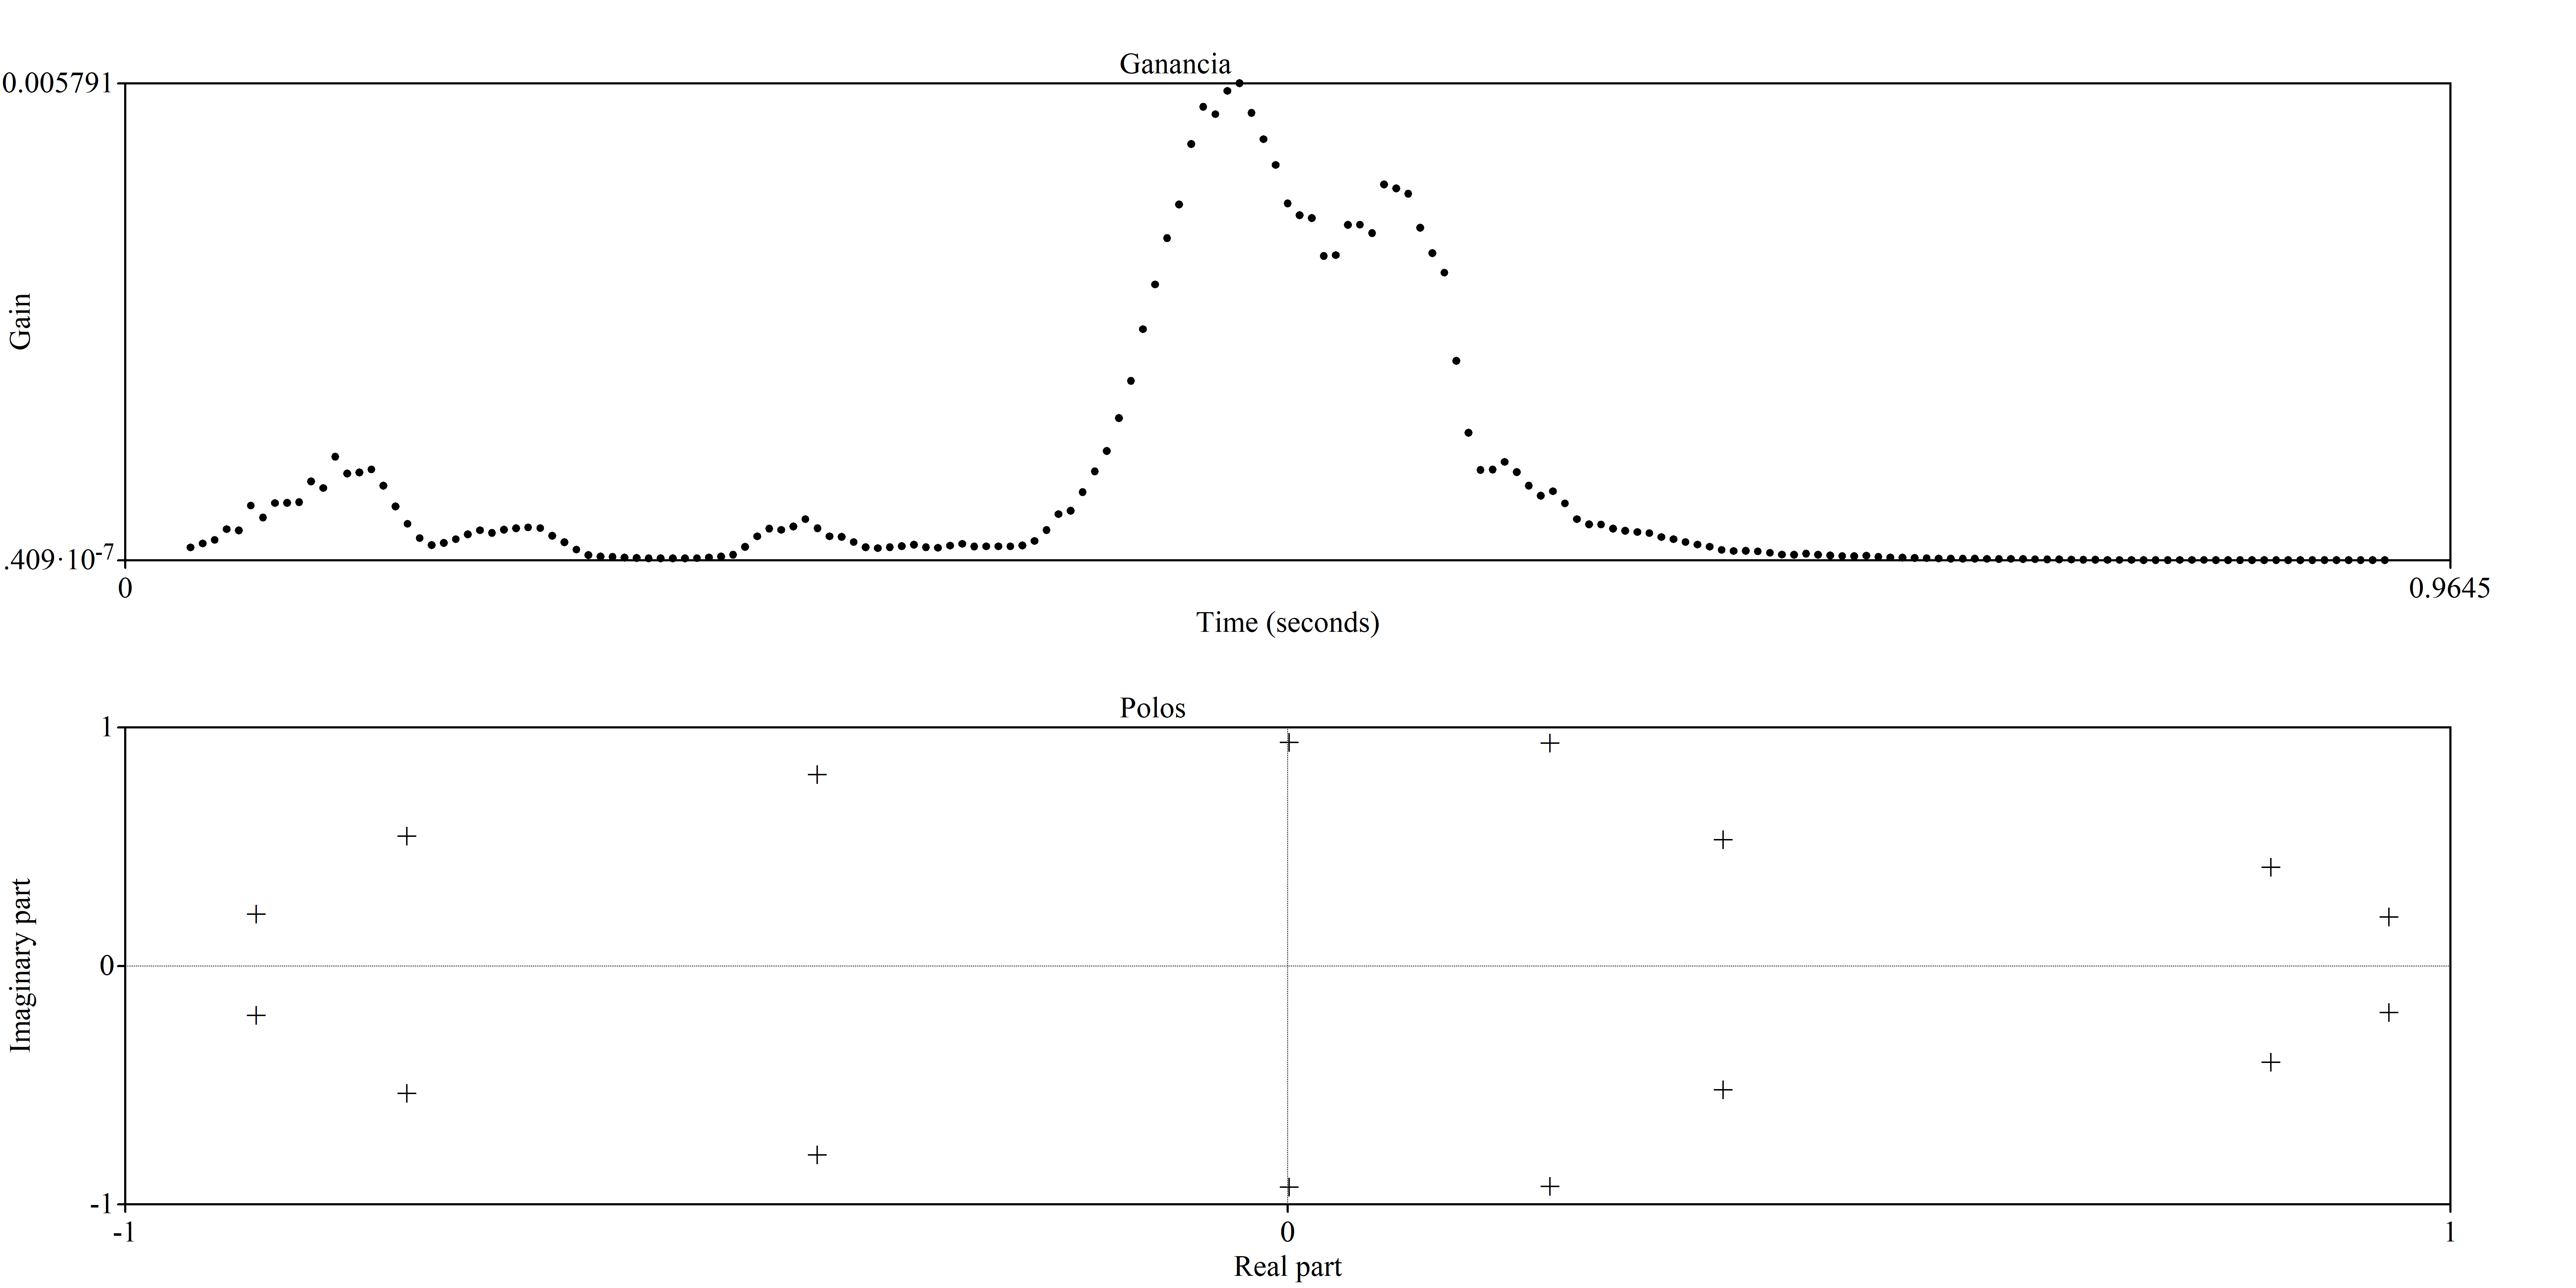 Ganancia
0.005791
Gain
.409·10⁻⁷
0
0.9645
Time (seconds)
Polos
1
Imaginary part
0
-1
-1
0
1
Real part